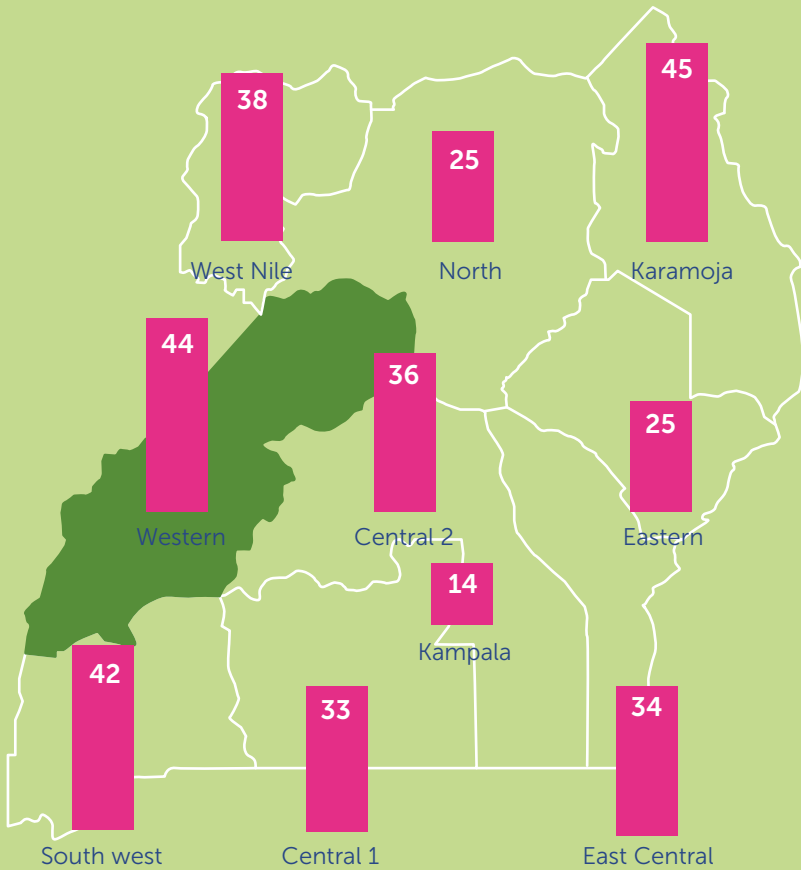 38
25
45
West Nile
North
Karamoja
44
36
25
Western
Central 2
Eastern
14
Kampala
42
33
34
South west
Central 1
East Central